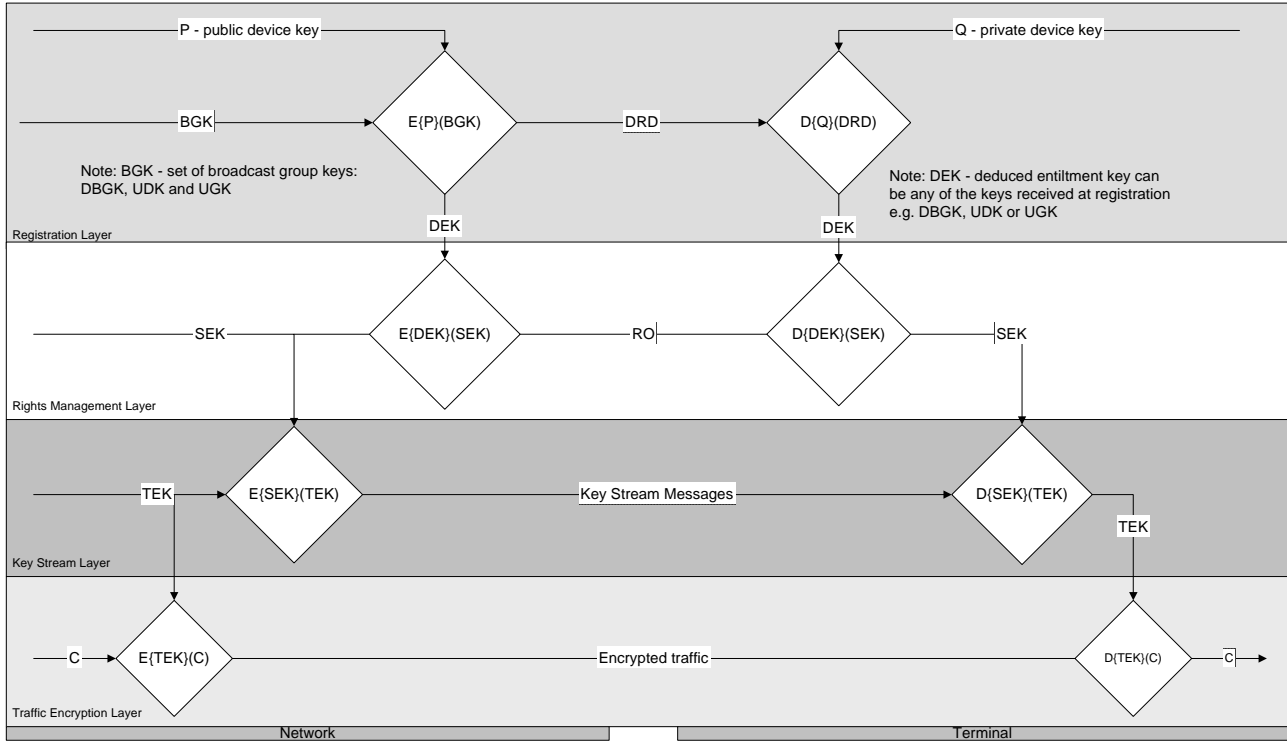 P - public device key
Q - private device key
BGK
E{P}(BGK)
DRD
D{Q}(DRD)
Note: BGK - set of broadcast group keys:
DBGK, UDK and UGK
Note: DEK - deduced entiltment key can
be any of the keys received at registration
e.g. DBGK, UDK or UGK
DEK
DEK
Registration Layer
SEK
E{DEK}(SEK)
RO
D{DEK}(SEK)
SEK
Rights Management Layer
TEK
E{SEK}(TEK)
Key Stream Messages
D{SEK}(TEK)
TEK
Key Stream Layer
C
E{TEK}(C)
Encrypted traffic
D{TEK}(C)
C
Traffic Encryption Layer
Network
Terminal